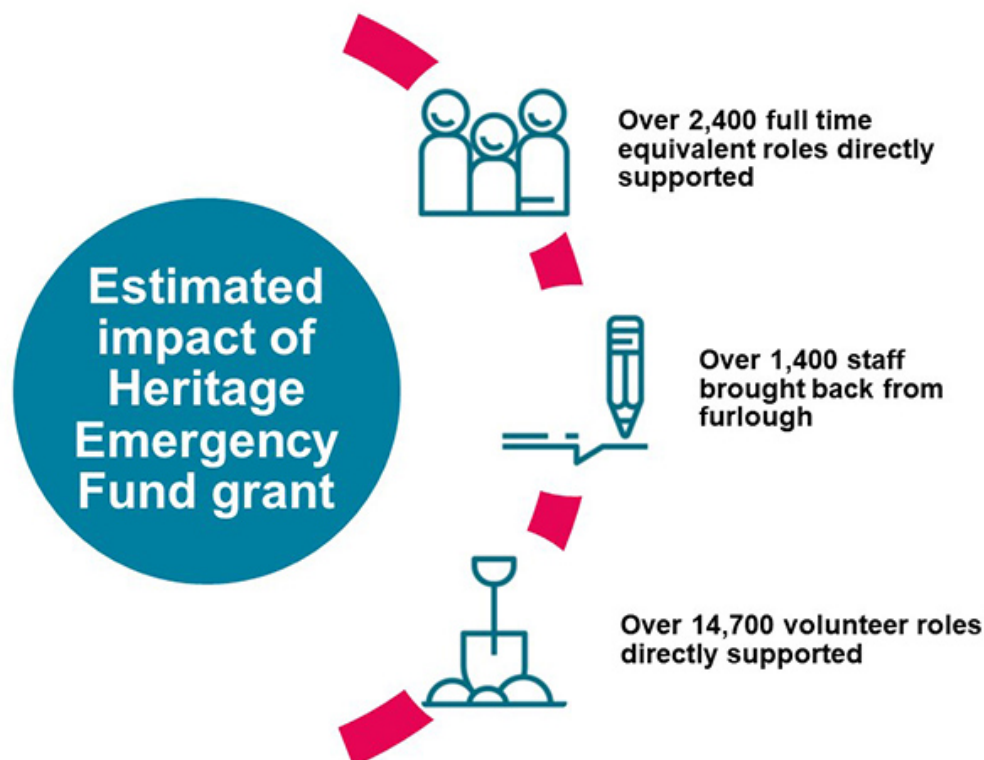 Estimated
impact of
Heritage
Emergency
Fund grant
Over 2,400 full time
equivalent roles directly
supported
Over 1,400 staff
brought back from
furlough
Over 14,700 volunteer roles
directly supported